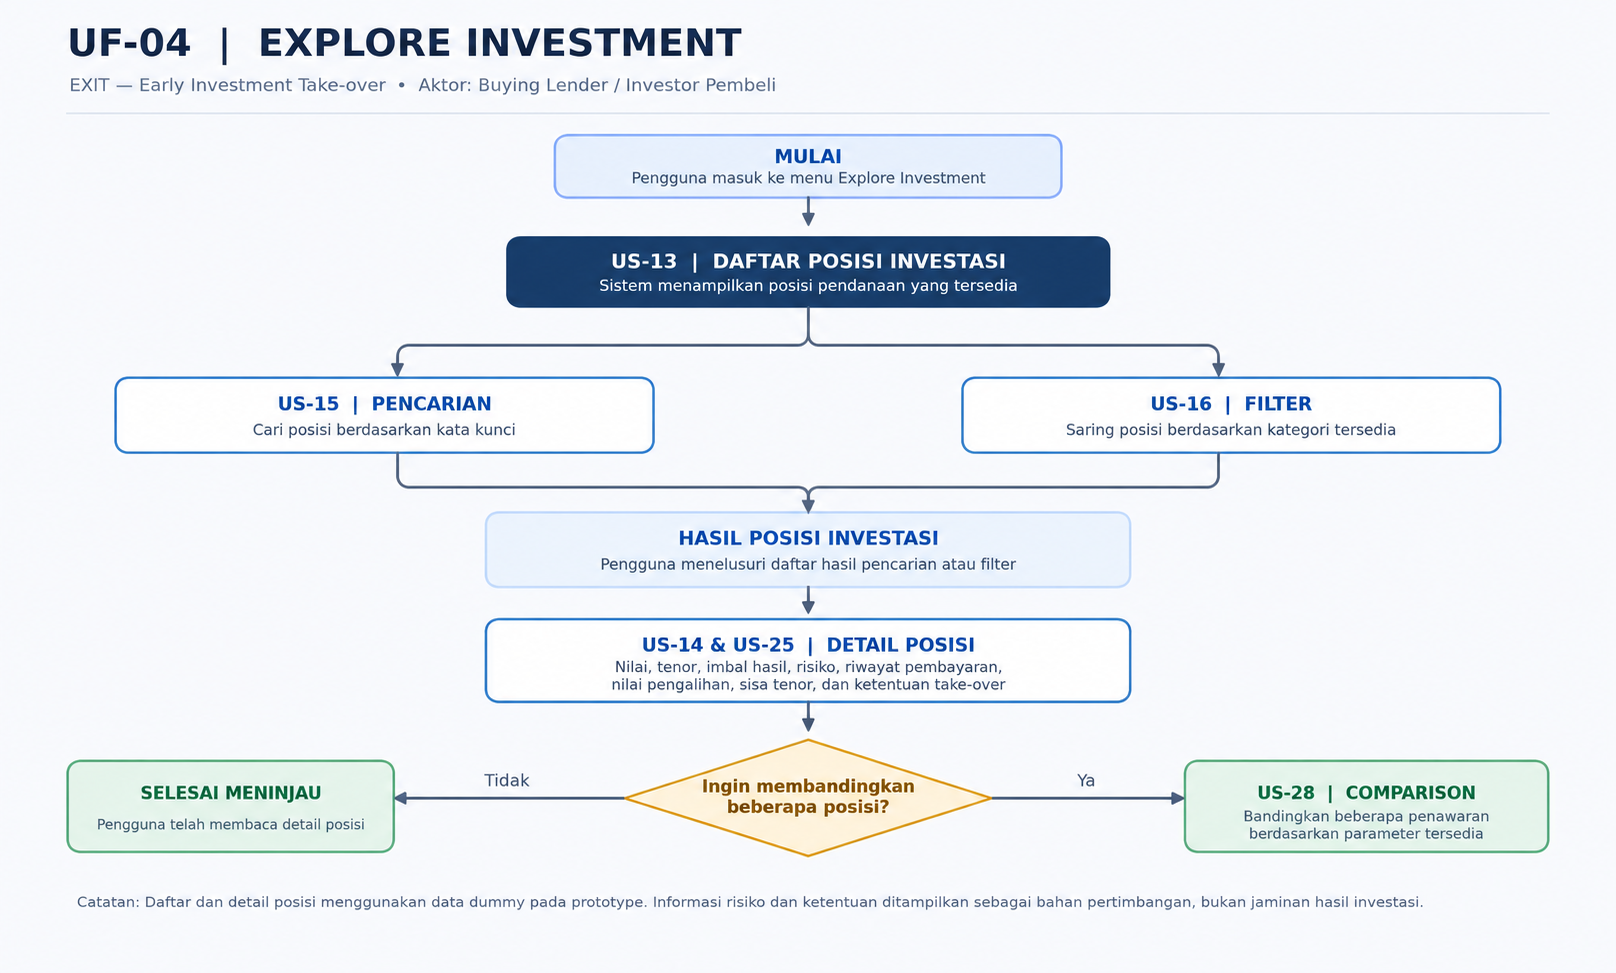 UF-04 | EXPLORE INVESTMENT
EXIT — Early Investment Take-over • Aktor: Buying Lender / Investor Pembeli
MULAI
Pengguna masuk ke menu Explore Investment
US-13 | DAFTAR POSISI INVESTASI
Sistem menampilkan posisi pendanaan yang tersedia
US-15 | PENCARIAN
Cari posisi berdasarkan kata kunci
US-16 | FILTER
Saring posisi berdasarkan kategori tersedia
HASIL POSISI INVESTASI
Pengguna menelusuri daftar hasil pencarian atau filter
US-14 & US-25 | DETAIL POSISI
Nilai, tenor, imbal hasil, risiko, riwayat pembayaran,
nilai pengalihan, sisa tenor, dan ketentuan take-over
Ingin membandingkan
beberapa posisi?
Tidak
SELESAI MENINJAU
Pengguna telah membaca detail posisi
Ya
US-28 | COMPARISON
Bandingkan beberapa penawaran
berdasarkan parameter tersedia
Catatan: Daftar dan detail posisi menggunakan data dummy pada prototype. Informasi risiko dan ketentuan ditampilkan sebagai bahan pertimbangan, bukan jaminan hasil investasi.